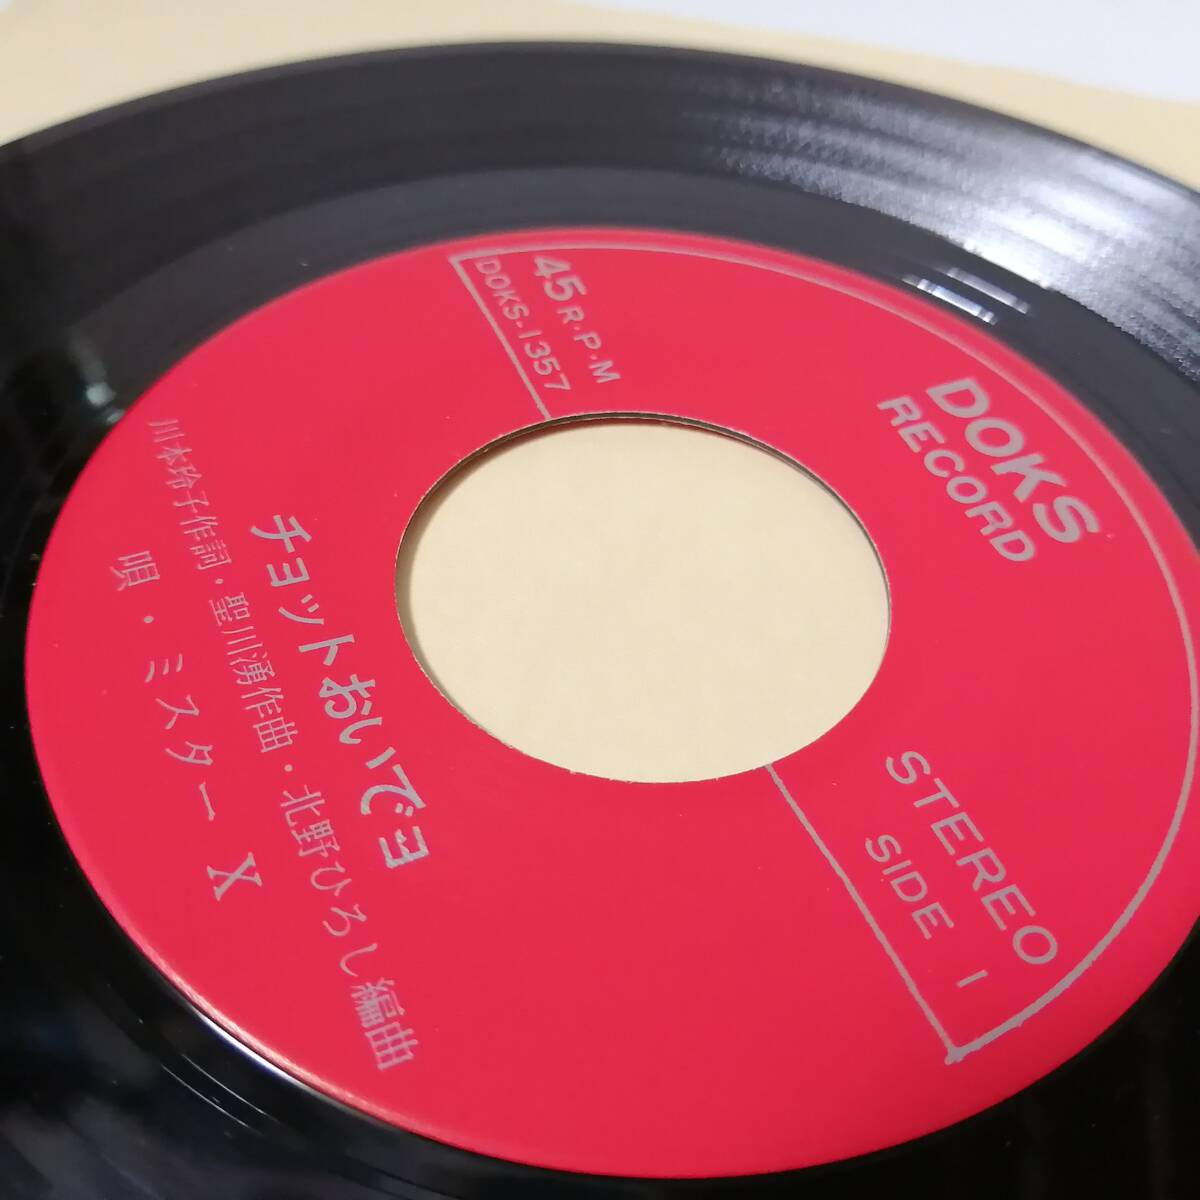 DOKS
RECORD
45 R·P·M
DOKS-1357
STEREO
SIDE 1
チョットおいでヨ
川本玲子作詞・聖川湧作曲・北野ひろし編曲
唄・ミスターX